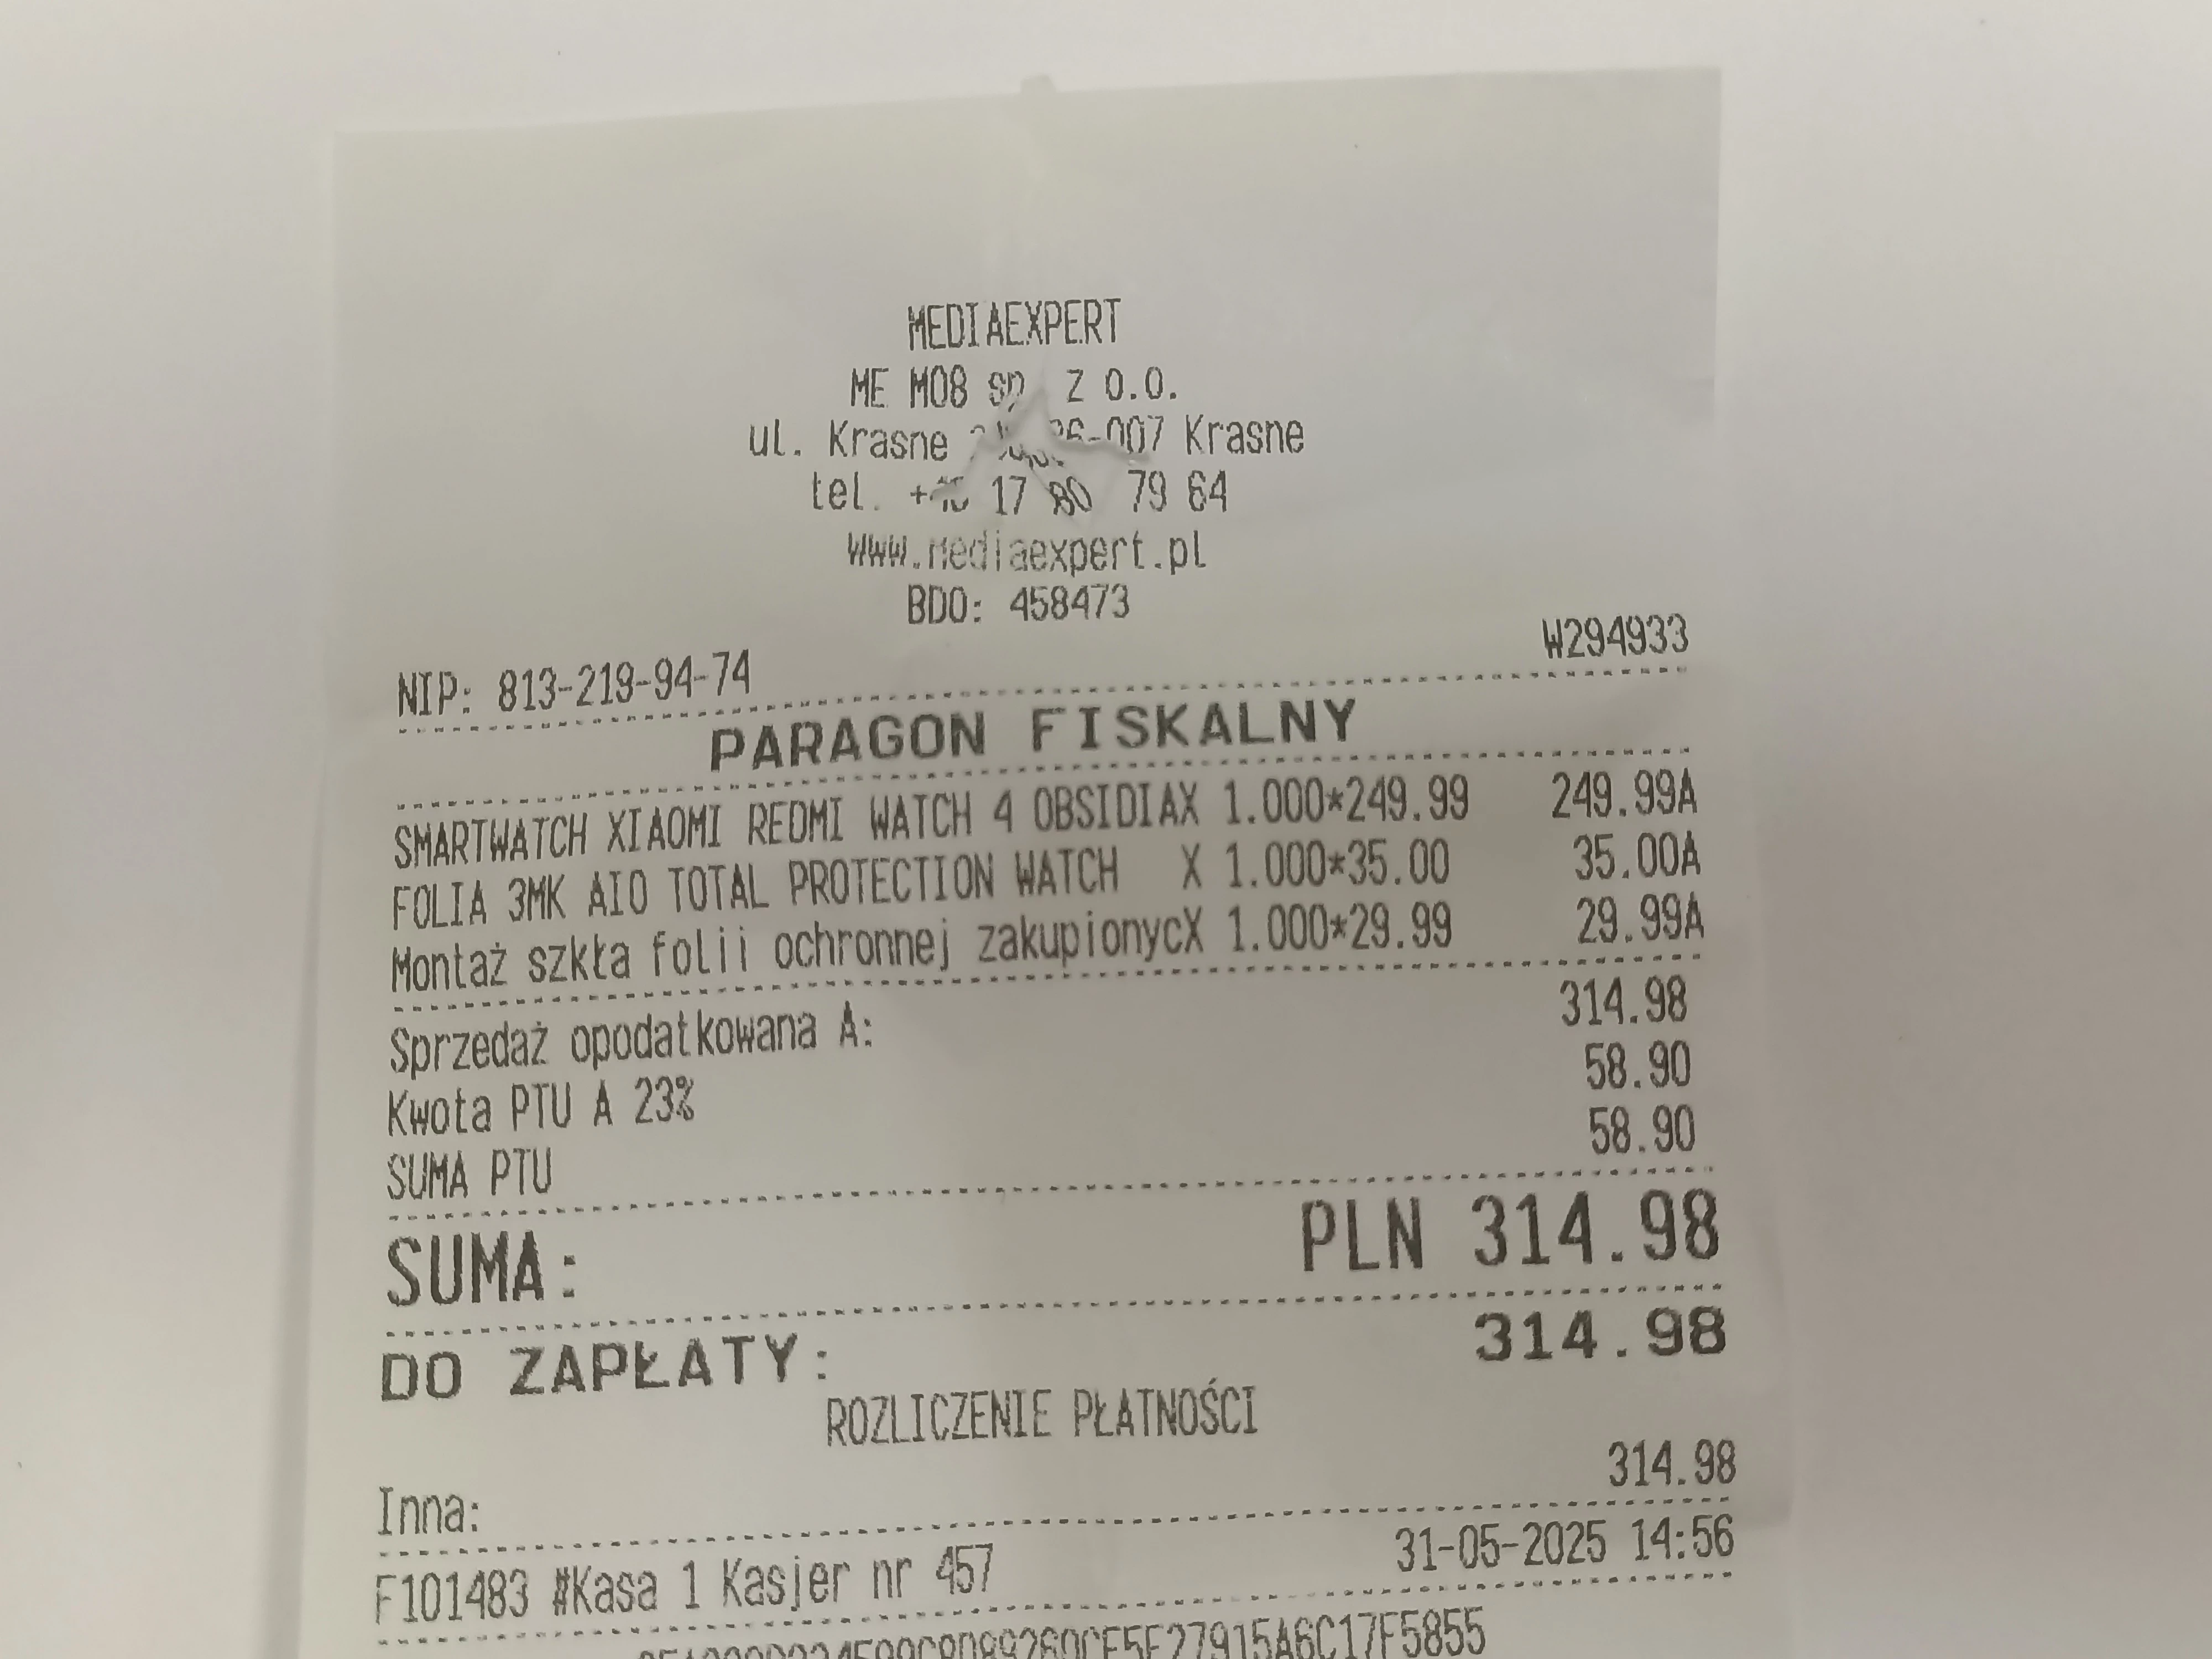 MEDIAEXPERT
ME M08 sp Z O.O.
ul. Krasne Krasne
tel. 17 79 64
www.mediaexpert.pl
BDO: 458473
NIP: 813-219-94-74 W294933
PARAGON FISKALNY
SMARTWATCH XIAOMI REDMI WATCH 4 OBSIDIAX 1.000*249.99 249.99A
FOLIA 3MK AIO TOTAL PROTECTION WATCH X 1.000*35.00 35.00A
Montaż szkła folii ochronnej zakupionycX 1.000*29.99 29.99A
Sprzedaż opodatkowana A: 314.98
Kwota PTU A 23% 58.90
SUMA PTU 58.90
SUMA: PLN 314.98
DO ZAPŁATY: 314.98
ROZLICZENIE PŁATNOŚCI
Inna: 314.98
F101483 #Kasa 1 Kasjer nr 457 31-05-2025 14:56